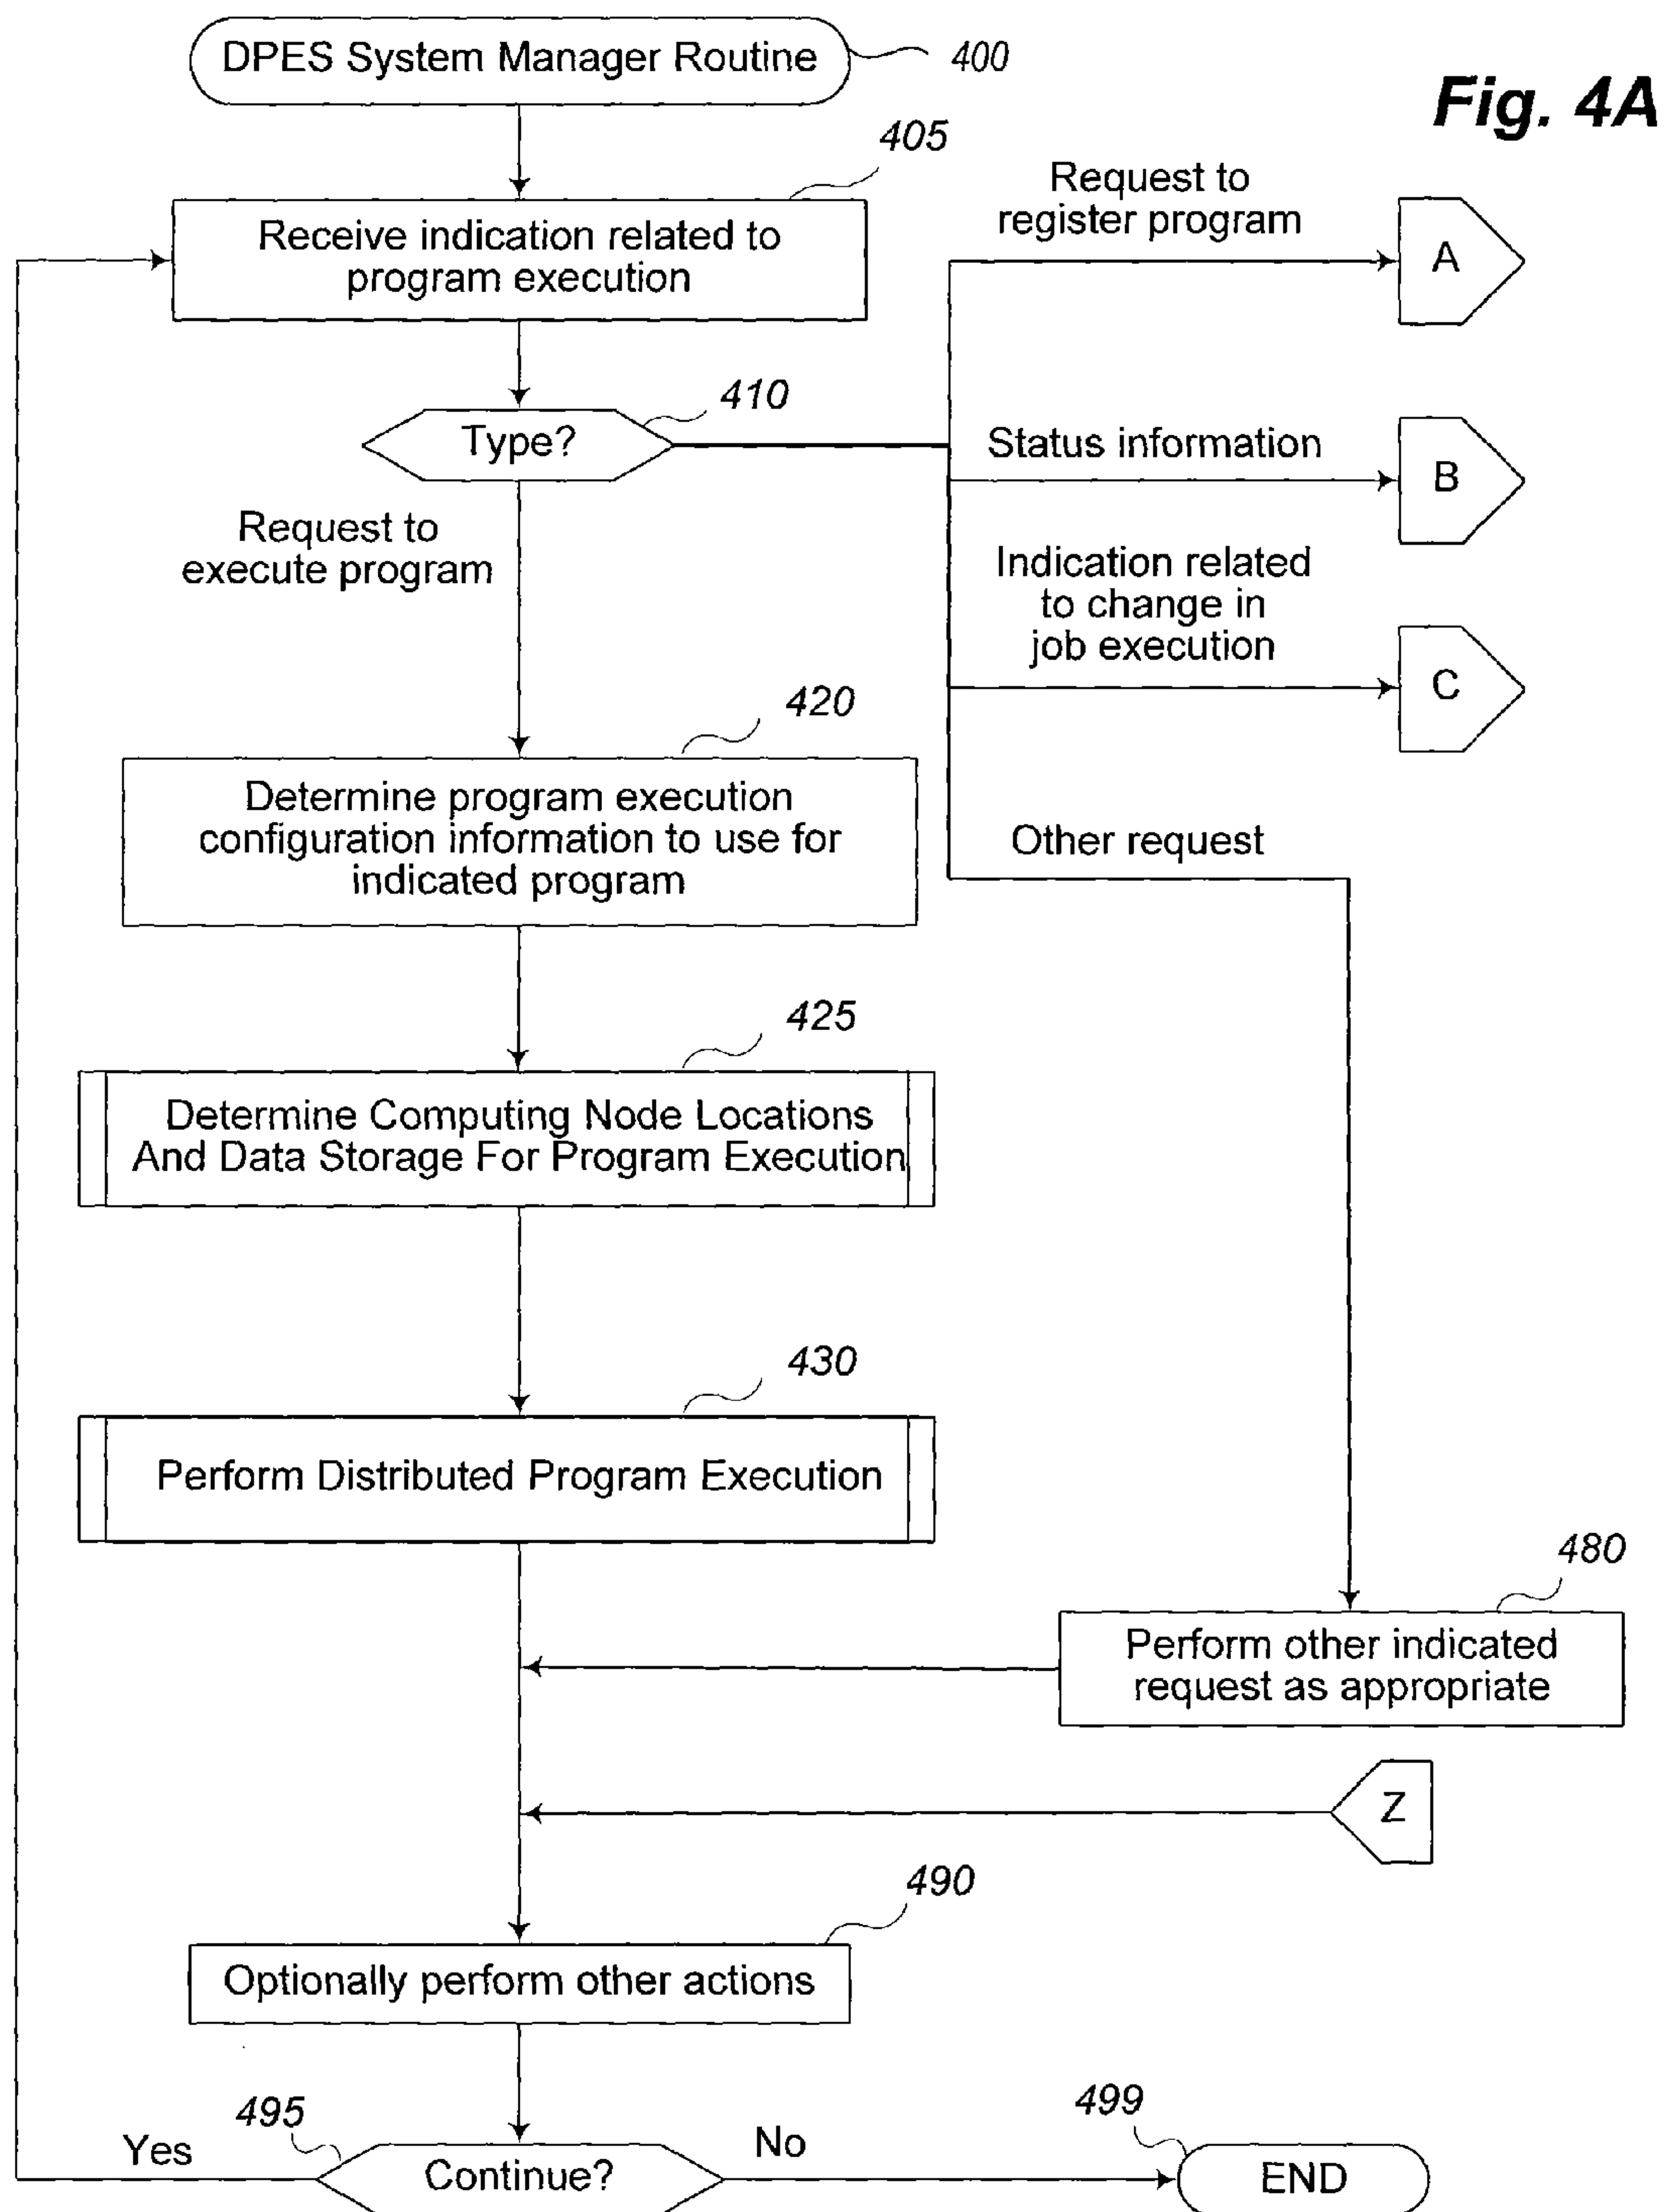 DPES System Manager Routine
400
Fig. 4A
405
Receive indication related to
program execution
Request to
register program
A
410
Type?
Status information
B
Request to
execute program
Indication related
to change in
job execution
C
420
Determine program execution
configuration information to use for
indicated program
Other request
425
Determine Computing Node Locations
And Data Storage For Program Execution
430
Perform Distributed Program Execution
480
Perform other indicated
request as appropriate
Z
490
Optionally perform other actions
495
Yes
Continue?
No
499
END